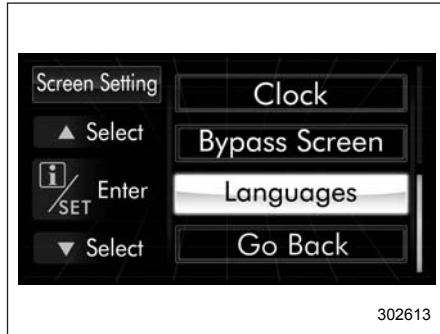 Screen Setting
Clock
▲ Select
Bypass Screen
i/SET Enter
Languages
▼ Select
Go Back
302613